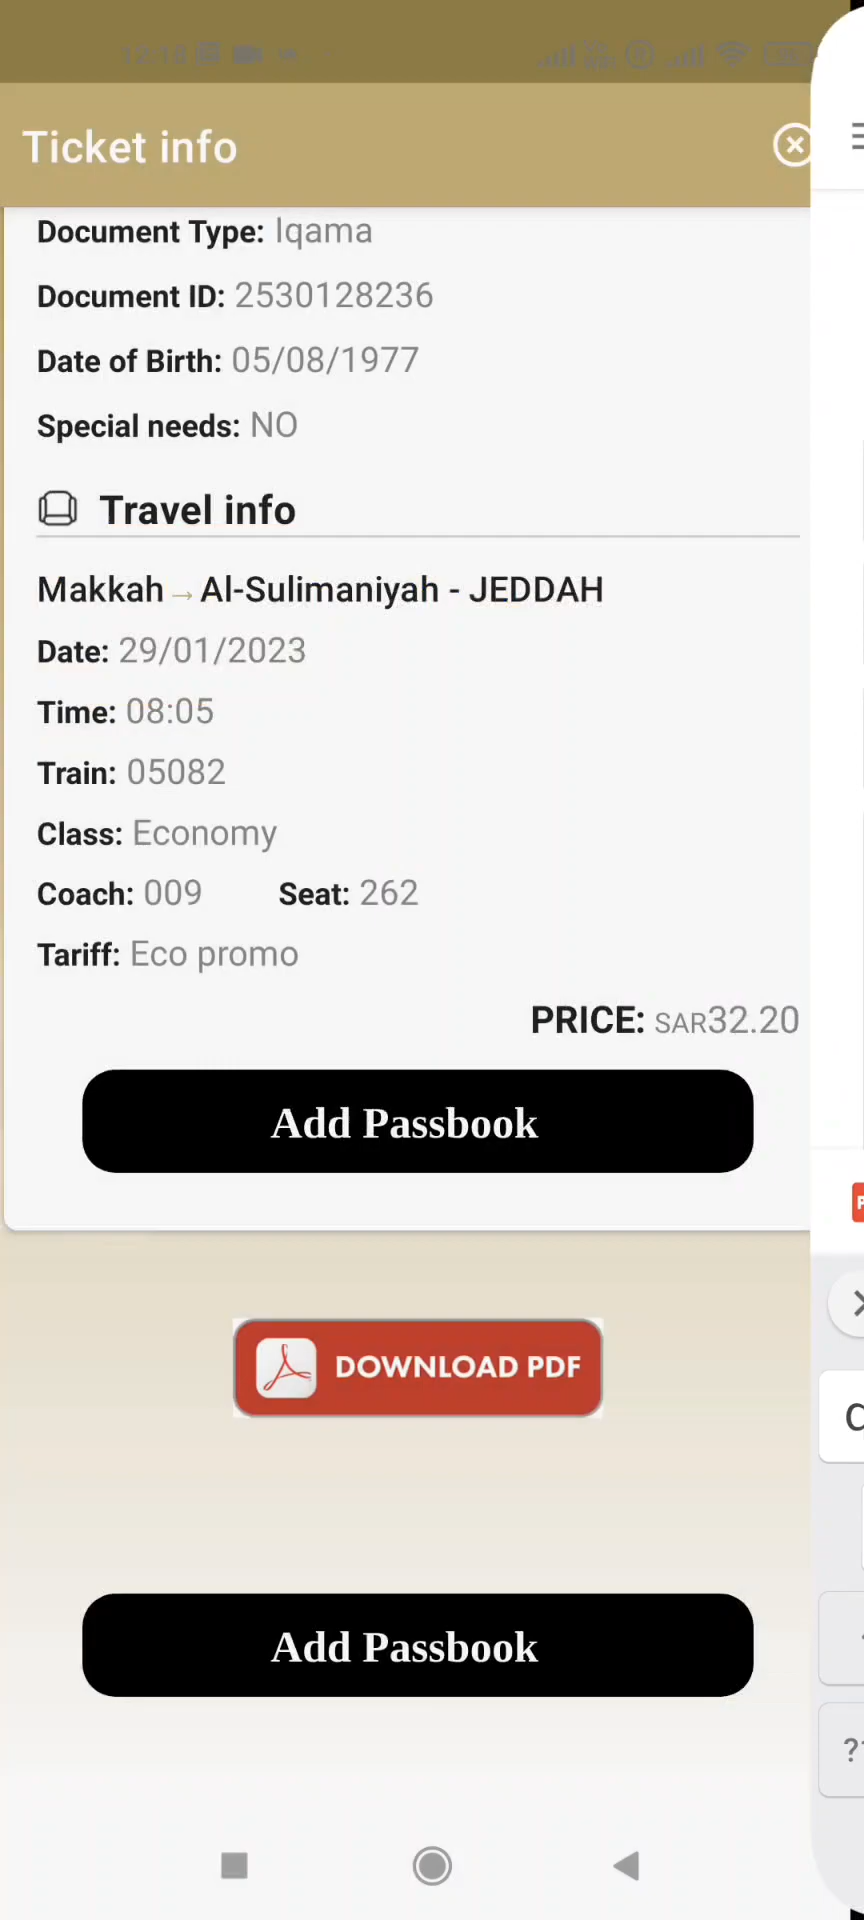 12:18
Ticket info
Document Type: Iqama
Document ID: 2530128236
Date of Birth: 05/08/1977
Special needs: NO
Travel info
Makkah → Al-Sulimaniyah - JEDDAH
Date: 29/01/2023
Time: 08:05
Train: 05082
Class: Economy
Coach: 009 Seat: 262
Tariff: Eco promo
PRICE: SAR32.20
Add Passbook
DOWNLOAD PDF
Add Passbook